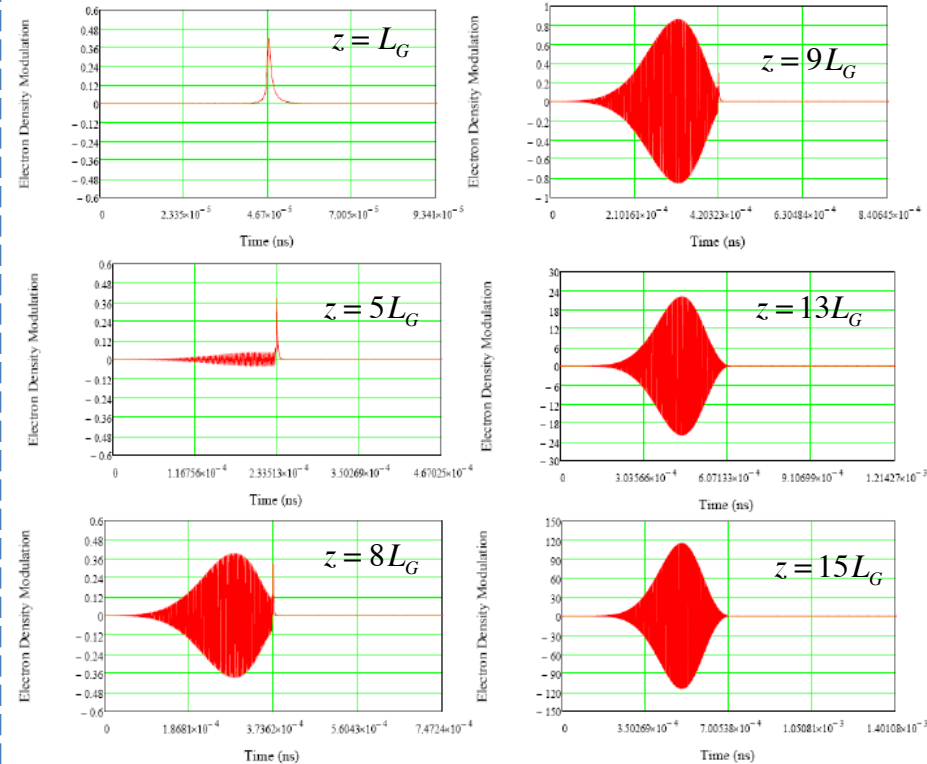 Electron Density Modulation
0.6
0.48
0.36
0.24
0.12
0
−0.12
−0.24
−0.36
−0.48
−0.6
z = L_G
0 2.335×10⁻⁵ 4.67×10⁻⁵ 7.005×10⁻⁵ 9.341×10⁻⁵
Time (ns)
Electron Density Modulation
1
0.8
0.6
0.4
0.2
0
−0.2
−0.4
−0.6
−0.8
−1
z = 9L_G
0 2.10161×10⁻⁴ 4.20323×10⁻⁴ 6.30484×10⁻⁴ 8.40645×10⁻⁴
Time (ns)
Electron Density Modulation
0.6
0.48
0.36
0.24
0.12
0
−0.12
−0.24
−0.36
−0.48
−0.6
z = 5L_G
0 1.16756×10⁻⁴ 2.33513×10⁻⁴ 3.50269×10⁻⁴ 4.67025×10⁻⁴
Time (ns)
Electron Density Modulation
30
24
18
12
6
0
−6
−12
−18
−24
−30
z = 13L_G
0 3.03566×10⁻⁴ 6.07133×10⁻⁴ 9.10699×10⁻⁴ 1.21427×10⁻³
Time (ns)
Electron Density Modulation
0.6
0.48
0.36
0.24
0.12
0
−0.12
−0.24
−0.36
−0.48
−0.6
z = 8L_G
0 1.8681×10⁻⁴ 3.7362×10⁻⁴ 5.6043×10⁻⁴ 7.4724×10⁻⁴
Time (ns)
Electron Density Modulation
150
120
90
60
30
0
−30
−60
−90
−120
−150
z = 15L_G
0 3.50269×10⁻⁴ 7.00538×10⁻⁴ 1.05081×10⁻³ 1.40108×10⁻³
Time (ns)